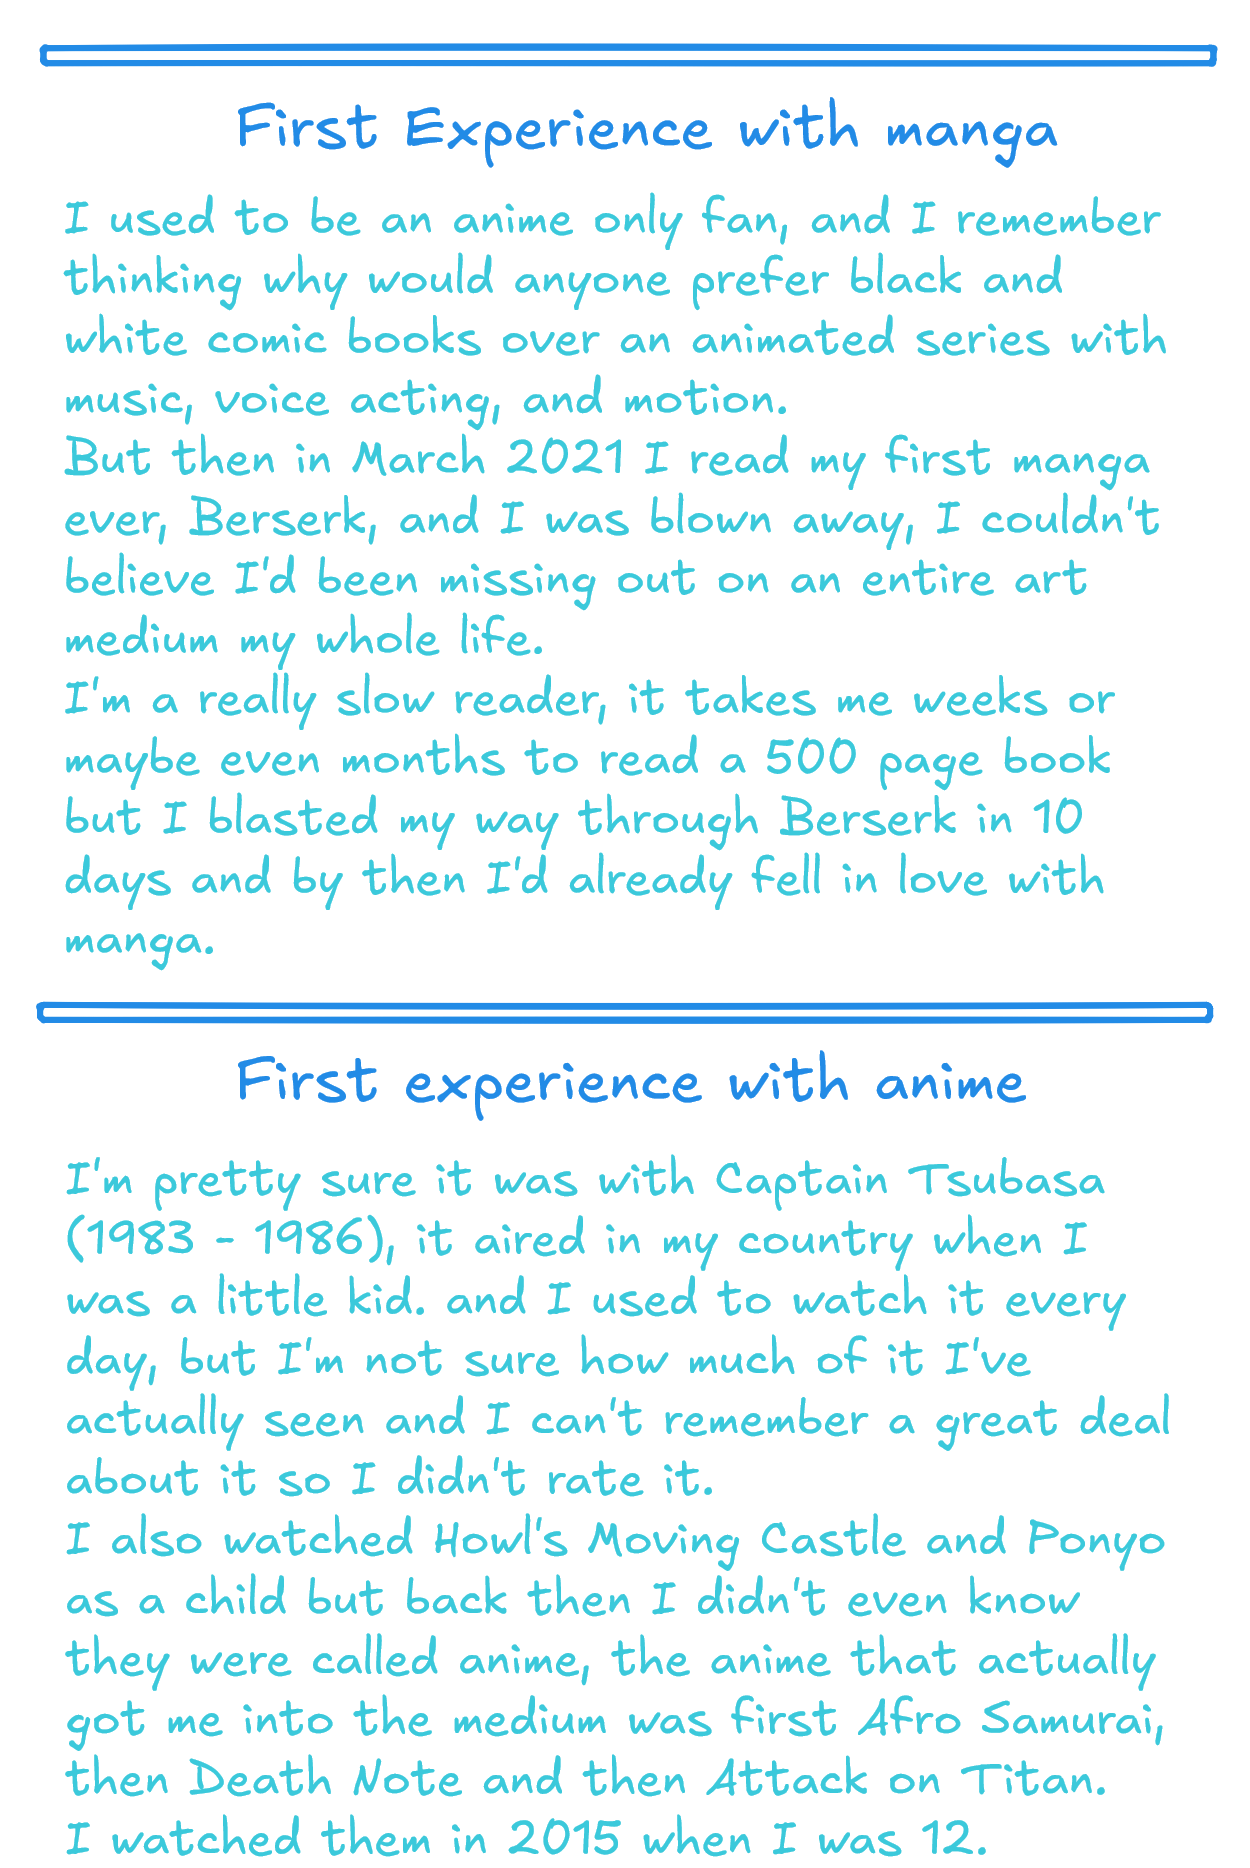 First Experience with manga
I used to be an anime only fan, and I remember
thinking why would anyone prefer black and
white comic books over an animated series with
music, voice acting, and motion.
But then in March 2021 I read my first manga
ever, Berserk, and I was blown away, I couldn't
believe I'd been missing out on an entire art
medium my whole life.
I'm a really slow reader, it takes me weeks or
maybe even months to read a 500 page book
but I blasted my way through Berserk in 10
days and by then I'd already fell in love with
manga.
First experience with anime
I'm pretty sure it was with Captain Tsubasa
(1983 - 1986), it aired in my country when I
was a little kid. and I used to watch it every
day, but I'm not sure how much of it I've
actually seen and I can't remember a great deal
about it so I didn't rate it.
I also watched Howl's Moving Castle and Ponyo
as a child but back then I didn't even know
they were called anime, the anime that actually
got me into the medium was first Afro Samurai,
then Death Note and then Attack on Titan.
I watched them in 2015 when I was 12.